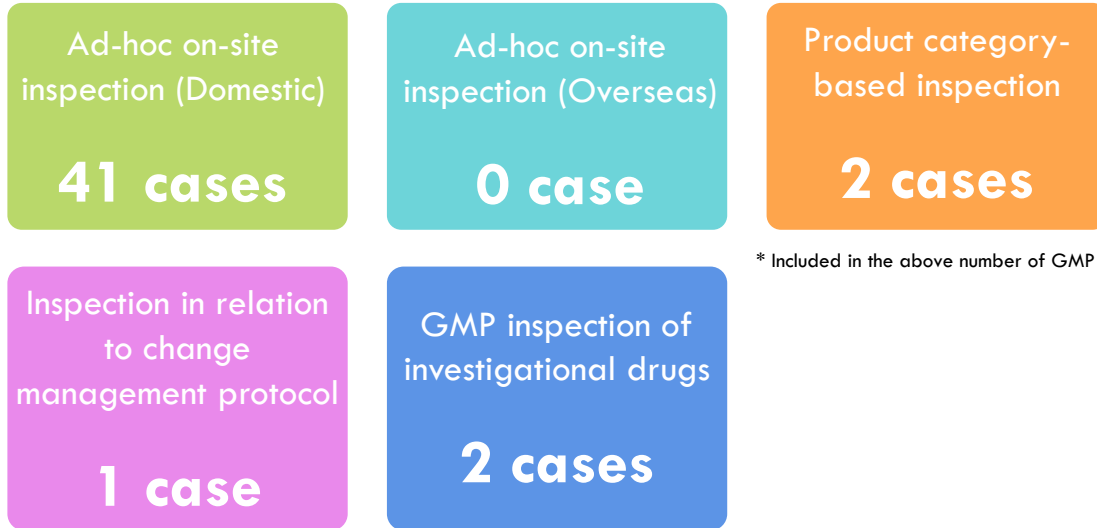 Ad-hoc on-site
inspection (Domestic)
41 cases
Ad-hoc on-site
inspection (Overseas)
0 case
Product category-
based inspection
2 cases
* Included in the above number of GMP
Inspection in relation
to change
management protocol
1 case
GMP inspection of
investigational drugs
2 cases